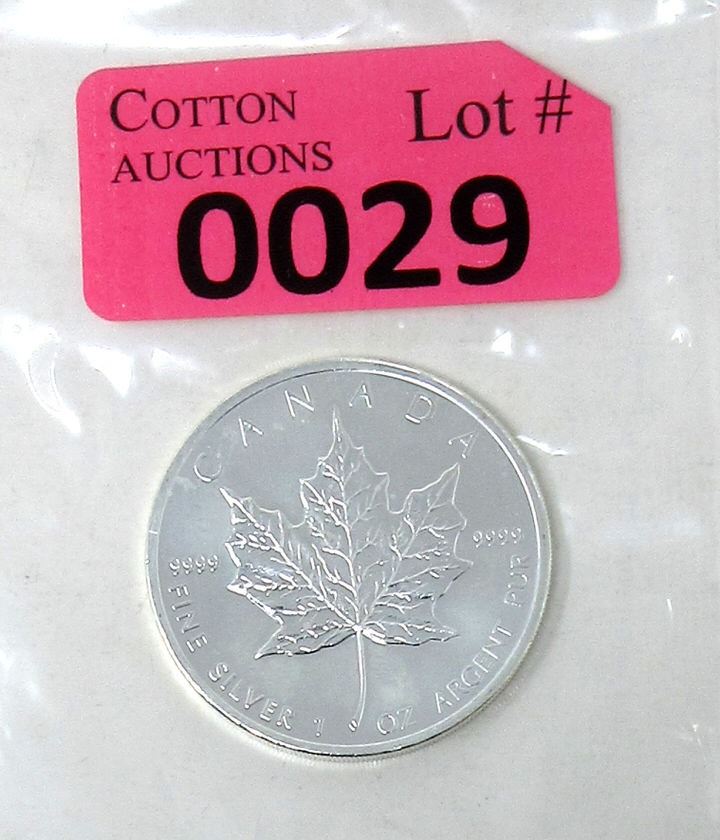 COTTON
AUCTIONS
Lot #
0029
CANADA
9999
9999
FINE SILVER 1 OZ ARGENT PUR